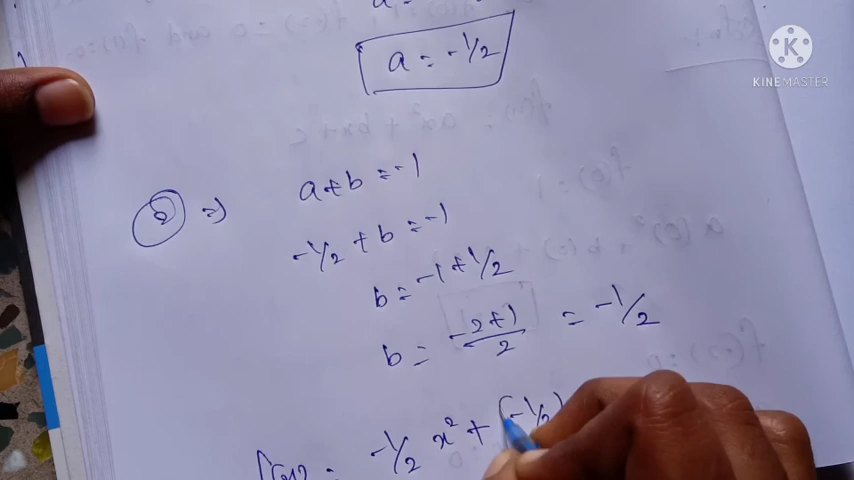 a = -1/2
KINEMASTER
② ⇒ a+b = -1
-1/2 + b = -1
b = -1+1/2
b = -2+1/2 = -1/2
f(x) = -1/2 x² + (-1/2)